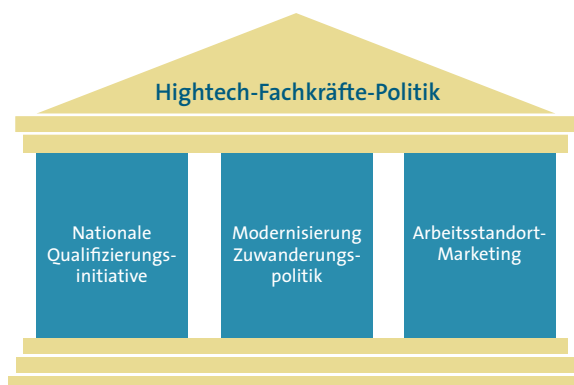 Hightech-Fachkräfte-Politik
Nationale
Qualifizierungs-
initiative
Modernisierung
Zuwanderungs-
politik
Arbeitsstandort-
Marketing